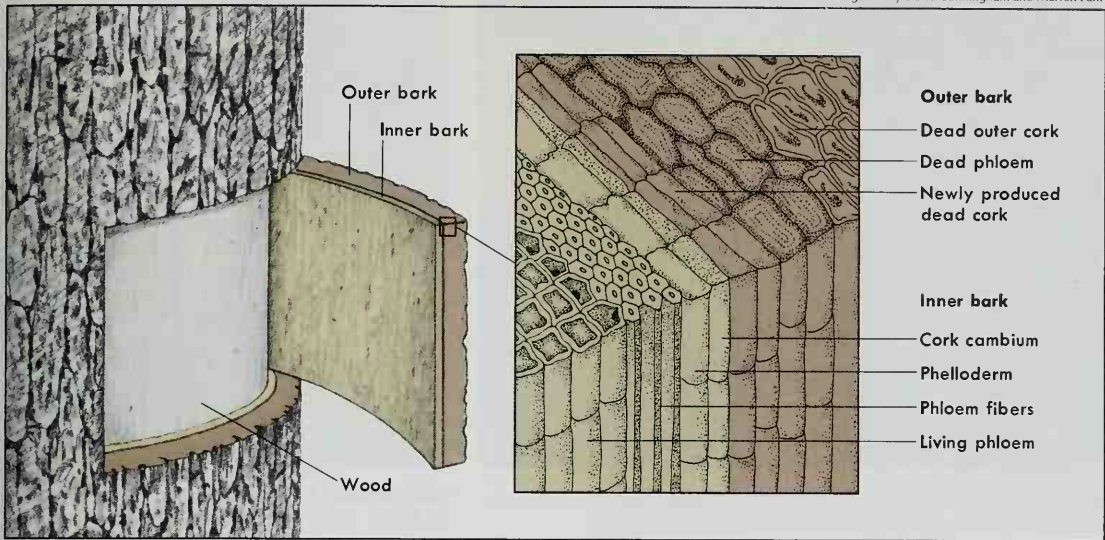 Outer bark
Inner bark
Wood
Outer bark
Dead outer cork
Dead phloem
Newly produced
dead cork
Inner bark
Cork cambium
Phelloderm
Phloem fibers
Living phloem